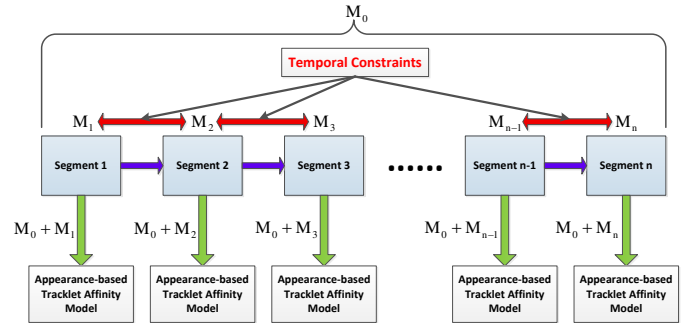 M₀
Temporal Constraints
M₁ M₂ M₃ Mₙ₋₁ Mₙ
Segment 1 Segment 2 Segment 3 ...... Segment n-1 Segment n
M₀ + M₁ M₀ + M₂ M₀ + M₃ M₀ + Mₙ₋₁ M₀ + Mₙ
Appearance-based Appearance-based Appearance-based Appearance-based Appearance-based
Tracklet Affinity Tracklet Affinity Tracklet Affinity Tracklet Affinity Tracklet Affinity
Model Model Model Model Model